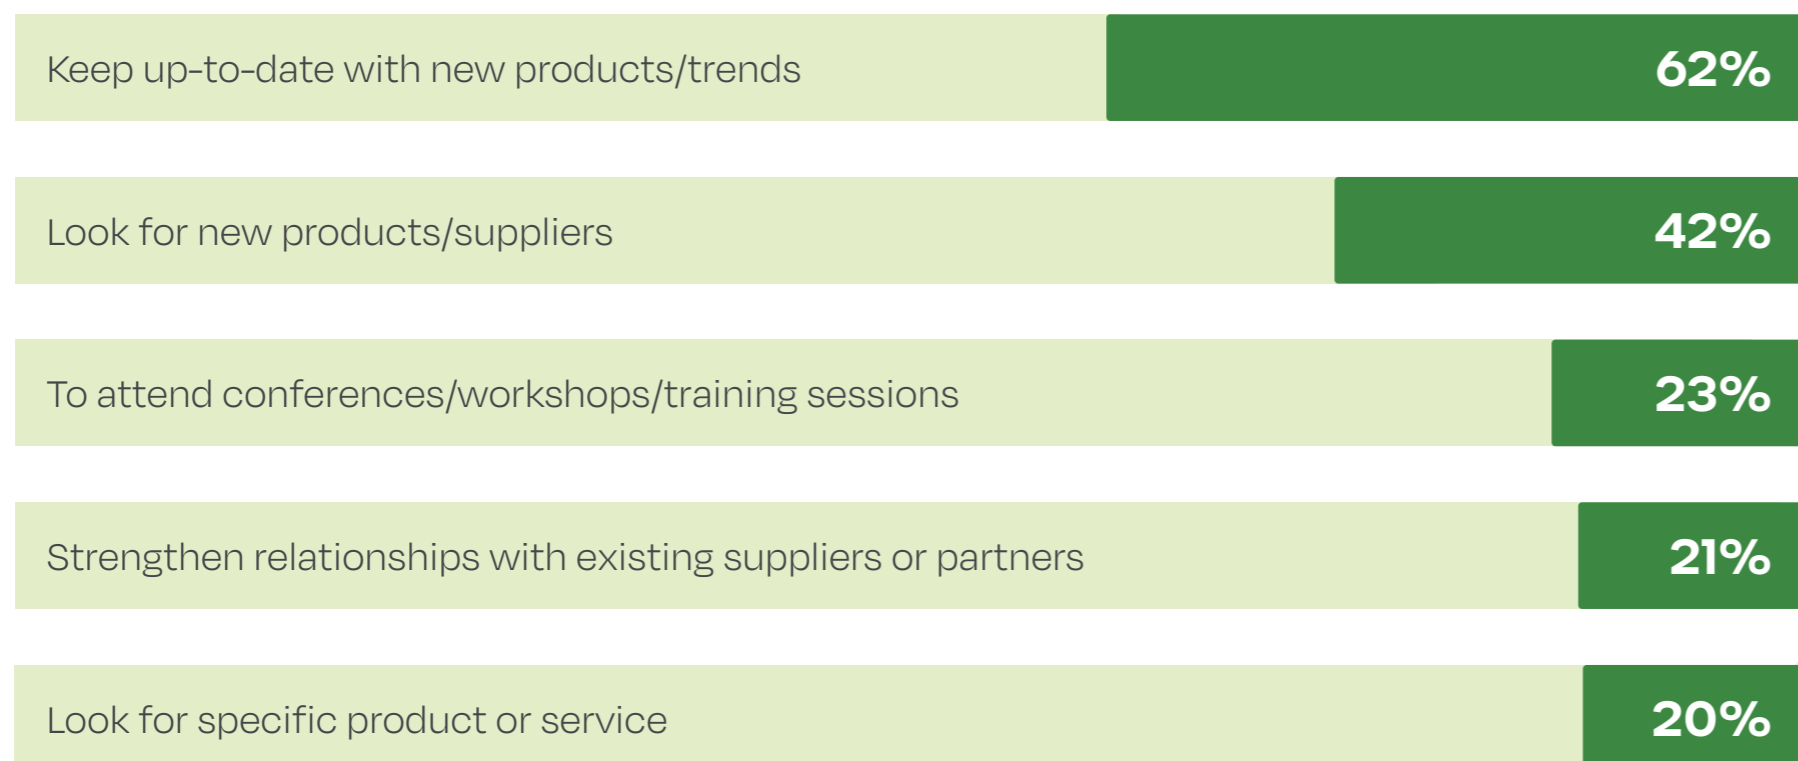 Keep up-to-date with new products/trends 62%
Look for new products/suppliers 42%
To attend conferences/workshops/training sessions 23%
Strengthen relationships with existing suppliers or partners 21%
Look for specific product or service 20%